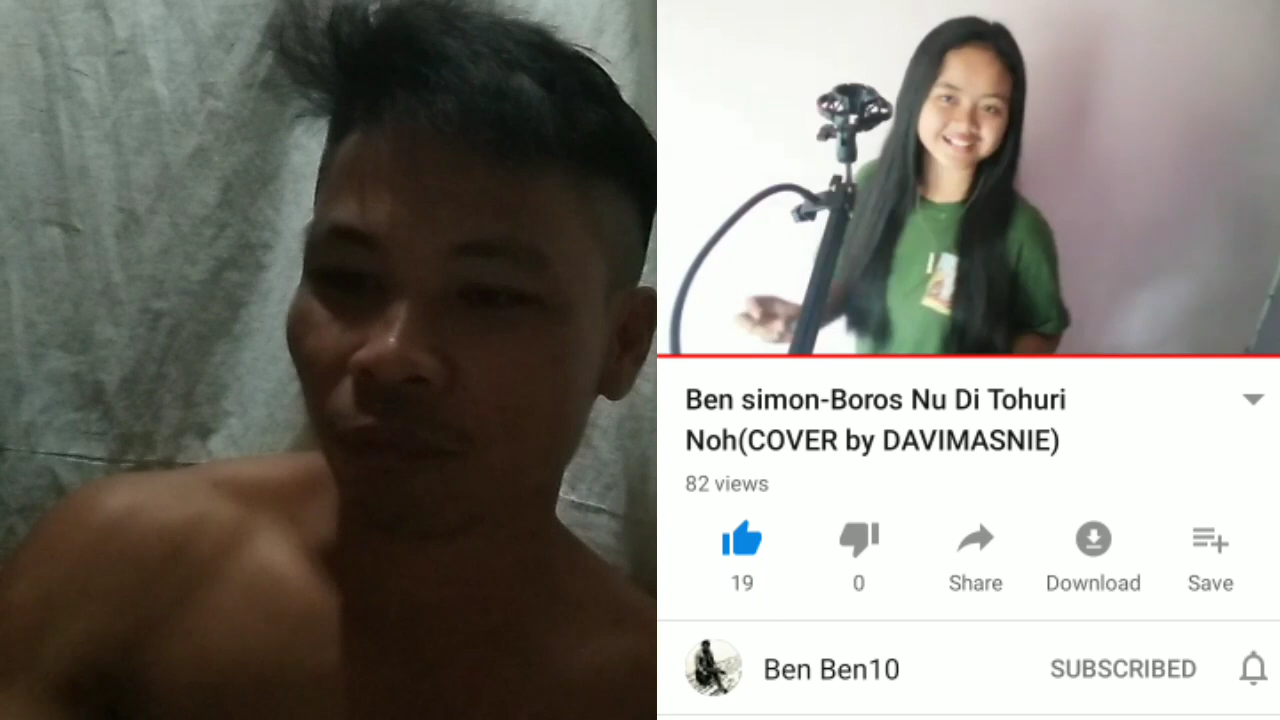 Ben simon-Boros Nu Di Tohuri
Noh(COVER by DAVIMASNIE)
82 views
19
0
Share
Download
Save
Ben Ben10
SUBSCRIBED